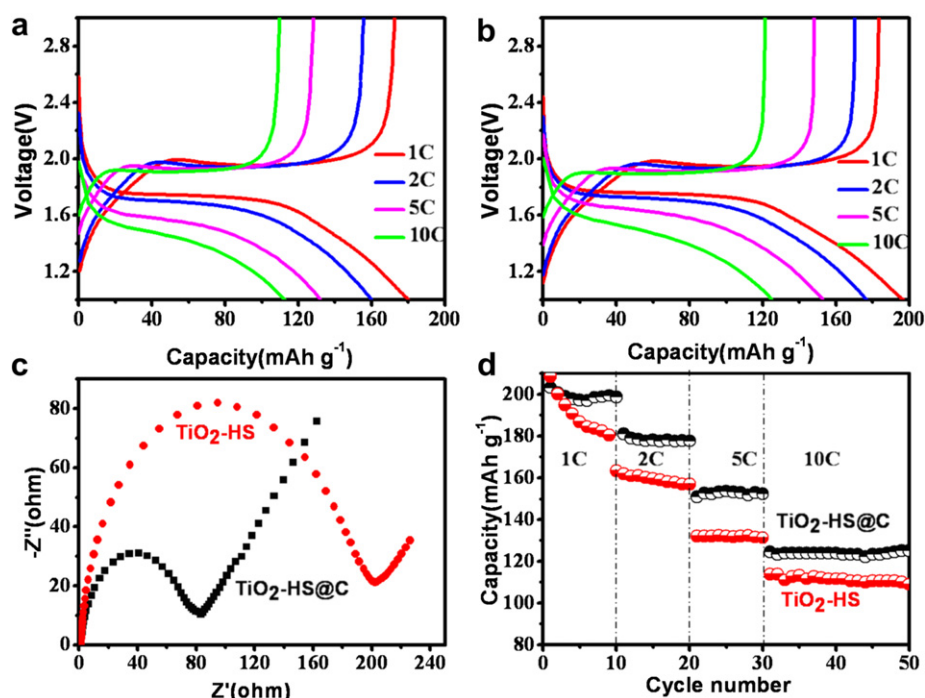 a
2.8
2.4
2.0
1.6
1.2
Voltage(V)
1C
2C
5C
10C
0 40 80 120 160 200
Capacity(mAh g⁻¹)
b
2.8
2.4
2.0
1.6
1.2
Voltage(V)
1C
2C
5C
10C
0 40 80 120 160 200
Capacity(mAh g⁻¹)
c
80
60
40
20
0
-Z''(ohm)
TiO₂-HS
TiO₂-HS@C
0 40 80 120 160 200 240
Z'(ohm)
d
200
180
160
140
120
100
80
Capacity(mAh g⁻¹)
1C 2C 5C 10C
TiO₂-HS@C
TiO₂-HS
0 10 20 30 40 50
Cycle number